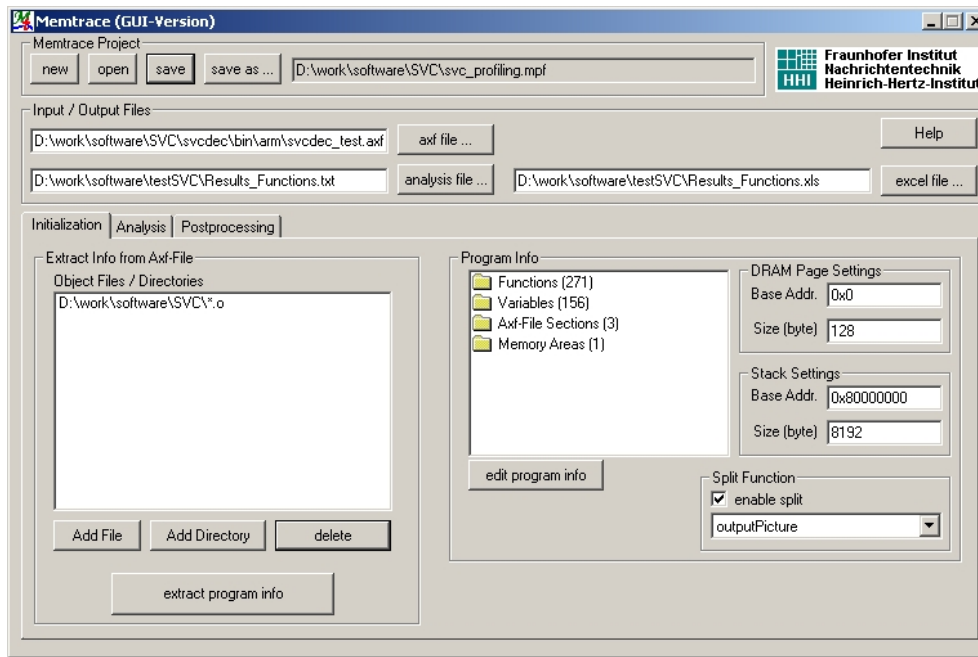 Memtrace (GUI-Version)
Memtrace Project
new open save save as ... D:\work\software\SVC\svc_profiling.mpf
HHI
Fraunhofer Institut
Nachrichtentechnik
Heinrich-Hertz-Institut
Input / Output Files
D:\work\software\SVC\svcdec\bin\arm\svcdec_test.axf axf file ... Help
D:\work\software\testSVC\Results_Functions.txt analysis file ... D:\work\software\testSVC\Results_Functions.xls excel file ...
Initialization Analysis Postprocessing
Extract Info from Axf-File
Object Files / Directories
D:\work\software\SVC\*.o
Add File Add Directory delete
extract program info
Program Info
Functions (271)
Variables (156)
Axf-File Sections (3)
Memory Areas (1)
edit program info
DRAM Page Settings
Base Addr. 0x0
Size (byte) 128
Stack Settings
Base Addr. 0x80000000
Size (byte) 8192
Split Function
enable split
outputPicture